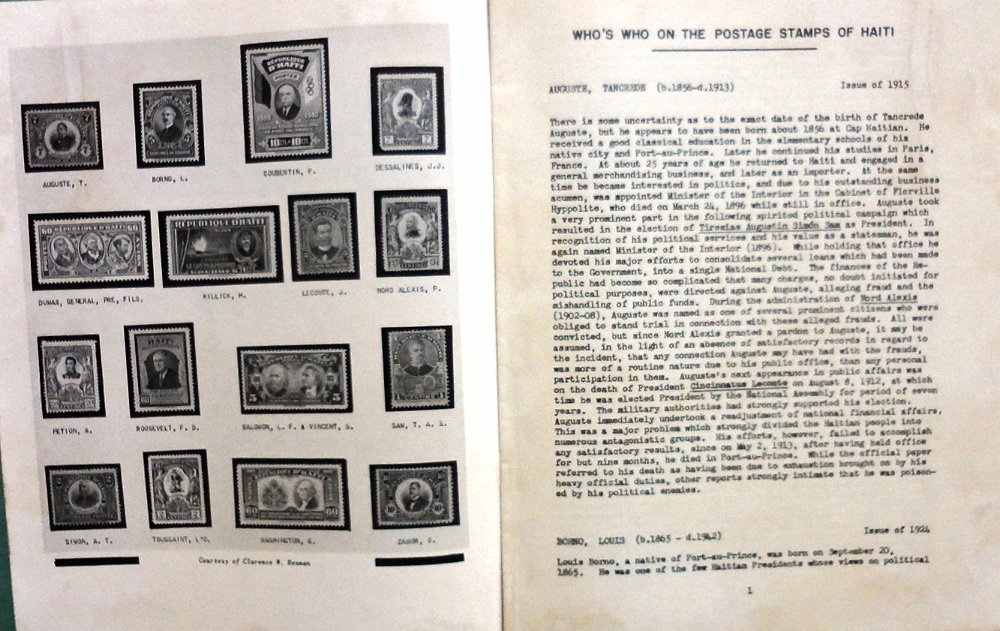 AUGUSTE, T.
BORNO, L.
COUBERTIN, P.
DESSALINES, J.J.
DUMAS, GENERAL, PRE, FILS.
KILLICK, H.
LECONTE, J.
NORD ALEXIS, P.
PETION, A.
ROOSEVELT, F. D.
SALOMON, L. F. & VINCENT, S.
SAM, T. A. S.
SIMON, A. T.
TOUSSAINT, L'O.
WASHINGTON, G.
ZAMOR, O.
Courtesy of Clarence W.
WHO'S WHO ON THE POSTAGE STAMPS OF HAITI
AUGUSTE, TANCREDE (b.1856-d.1913) Issue of 1915
There is some uncertainty as to the exact date of the birth of Tancrede
Auguste, but he appears to have been born about 1856 at Cap Haitian. He
received a good classical education in the elementary schools of his
native city and Port-au-Prince. Later he continued his studies in Paris,
France. At about 25 years of age he returned to Haiti and engaged in a
general merchandising business, and later as an importer. At the same
time be became interested in politics, and due to his outstanding business
acumen, was appointed Minister of the Interior in the Cabinet of Florville
Hyppolite, who died on March 24, 1896 while still in office. Auguste took
a very prominent part in the following spirited political campaign which
resulted in the election of Tiresias Augustin Simón Sam as President. In
recognition of his political services and his value as a statesman, he was
again named Minister of the Interior (1896). While holding that office he
devoted his major efforts to consolidate several loans which had been made
to the Government, into a single National Debt. The finances of the Re-
public had become so complicated that many charges, no doubt initiated for
political purposes, were directed against Auguste, alleging fraud and the
mishandling of public funds. During the administration of Nord Alexis
(1902-08), Auguste was named as one of several prominent citizens who were
obliged to stand trial in connection with these alleged frauds. All were
convicted, but since Nord Alexis granted a pardon to Auguste, it may be
assumed, in the light of an absence of satisfactory records in regard to
the incident, that any connection Auguste may have had with the frauds,
was more of a routine nature due to his public office, than any personal
participation in them. Auguste's next appearance in public affairs was
on the death of President Cincinnatus Leconte on August 8, 1912, at which
time he was elected President by the National Assembly for period of seven
years. The military authorities had strongly supported his election.
Auguste immediately undertook a readjustment of national financial affairs.
This was a major problem which strongly divided the Haitian people into
numerous antagonistic groups. His efforts, however, failed to accomplish
any satisfactory results, since on May 2, 1913, after having held office
for but nine months, he died in Port-au-Prince. While the official paper
referred to his death as having been due to exhaustion brought on by his
heavy official duties, other reports strongly intimate that he was poison-
ed by his political enemies.
BORNO, LOUIS (b.1865 - d.1942) Issue of 1924
Louis Borno, a native of Port-au-Prince, was born on September 20,
1865. He was one of the few Haitian Presidents whose views on political
1